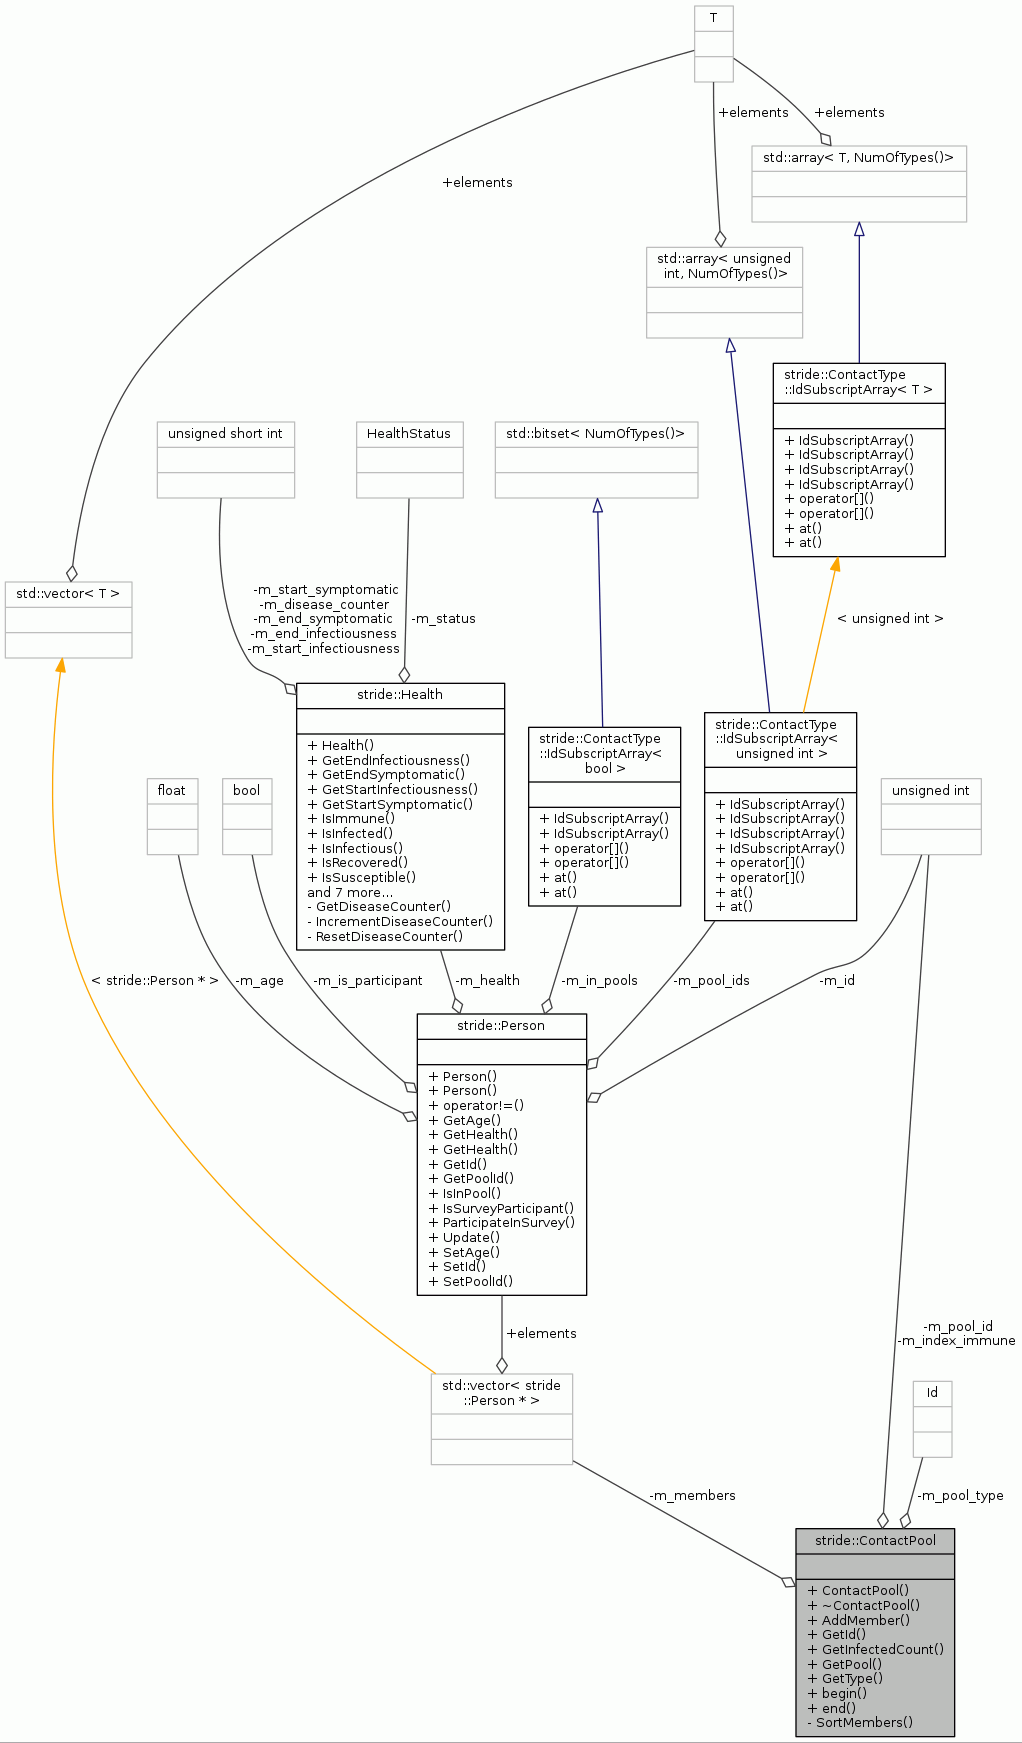 T
+elements
+elements
std::array< T, NumOfTypes()>
+elements
std::array< unsigned
int, NumOfTypes()>
stride::ContactType
::IdSubscriptArray< T >
+ IdSubscriptArray()
+ IdSubscriptArray()
+ IdSubscriptArray()
+ IdSubscriptArray()
+ operator[]()
+ operator[]()
+ at()
+ at()
unsigned short int
HealthStatus
std::bitset< NumOfTypes()>
std::vector< T >
-m_start_symptomatic
-m_disease_counter
-m_end_symptomatic
-m_end_infectiousness
-m_start_infectiousness
-m_status
< unsigned int >
stride::Health
+ Health()
+ GetEndInfectiousness()
+ GetEndSymptomatic()
+ GetStartInfectiousness()
+ GetStartSymptomatic()
+ IsImmune()
+ IsInfected()
+ IsInfectious()
+ IsRecovered()
+ IsSusceptible()
and 7 more...
- GetDiseaseCounter()
- IncrementDiseaseCounter()
- ResetDiseaseCounter()
stride::ContactType
::IdSubscriptArray<
bool >
+ IdSubscriptArray()
+ IdSubscriptArray()
+ operator[]()
+ operator[]()
+ at()
+ at()
stride::ContactType
::IdSubscriptArray<
unsigned int >
+ IdSubscriptArray()
+ IdSubscriptArray()
+ IdSubscriptArray()
+ IdSubscriptArray()
+ operator[]()
+ operator[]()
+ at()
+ at()
float
bool
unsigned int
< stride::Person * >
-m_age
-m_is_participant
-m_health
-m_in_pools
-m_pool_ids
-m_id
stride::Person
+ Person()
+ Person()
+ operator!=()
+ GetAge()
+ GetHealth()
+ GetHealth()
+ GetId()
+ GetPoolId()
+ IsInPool()
+ IsSurveyParticipant()
+ ParticipateInSurvey()
+ Update()
+ SetAge()
+ SetId()
+ SetPoolId()
+elements
-m_pool_id
-m_index_immune
std::vector< stride
::Person * >
Id
-m_members
-m_pool_type
stride::ContactPool
+ ContactPool()
+ ~ContactPool()
+ AddMember()
+ GetId()
+ GetInfectedCount()
+ GetPool()
+ GetType()
+ begin()
+ end()
- SortMembers()